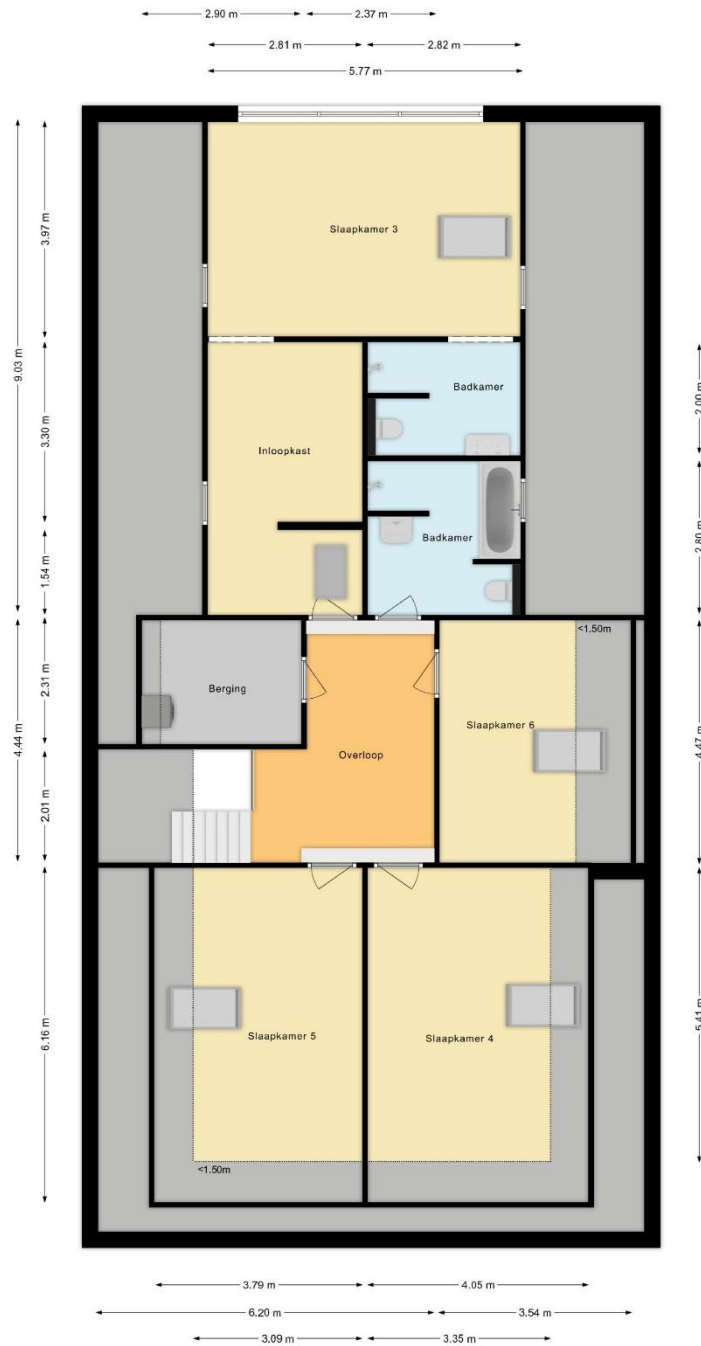 2.90 m 2.37 m
2.81 m 2.82 m
5.77 m
9.03 m
3.97 m
Slaapkamer 3
3.30 m
Badkamer
2.00 m
Inloopkast
2.80 m
Badkamer
1.54 m
4.44 m
2.31 m
<1.50m
Berging
Slaapkamer 6
4.47 m
Overloop
2.01 m
6.16 m
Slaapkamer 5
Slaapkamer 4
5.41 m
<1.50m
3.79 m 4.05 m
6.20 m 3.54 m
3.09 m 3.35 m